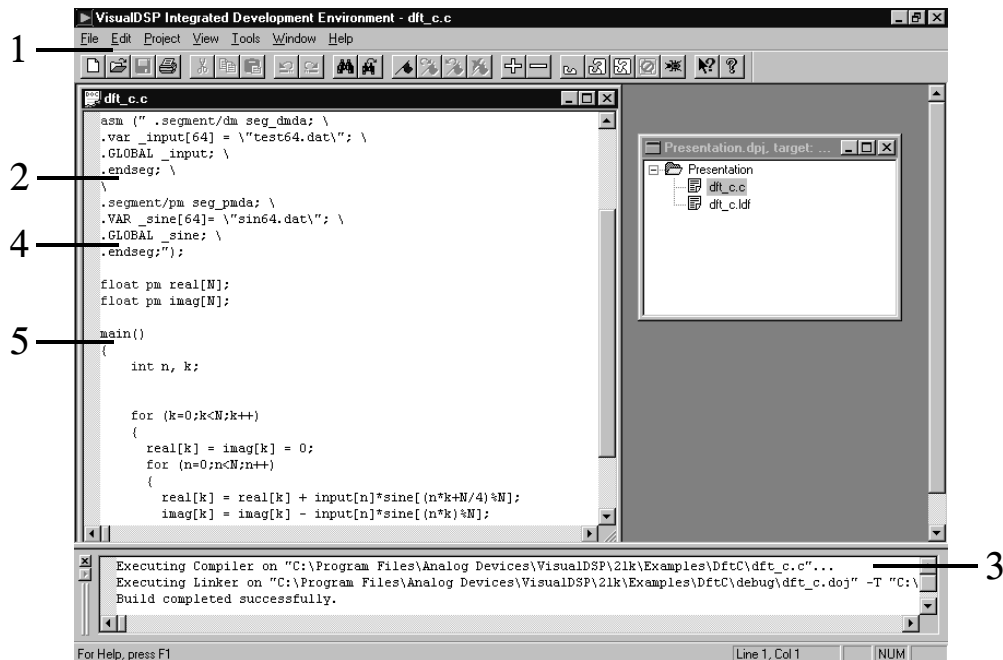 VisualDSP Integrated Development Environment - dft_c.c
File Edit Project View Tools Window Help
1
dft_c.c
asm (" .segment/dm seg_dmda; \
.var _input[64] = \"test64.dat\"; \
.GLOBAL _input; \
.endseg; \
2
\
.segment/pm seg_pmda; \
.VAR _sine[64]= \"sin64.dat\"; \
.GLOBAL _sine; \
4
.endseg;");
float pm real[N];
float pm imag[N];
main()
5
{
int n, k;
for (k=0;k<N;k++)
{
real[k] = imag[k] = 0;
for (n=0;n<N;n++)
{
real[k] = real[k] + input[n]*sine[(n*k+N/4)%N];
imag[k] = imag[k] - input[n]*sine[(n*k)%N];
Presentation.dpj, target: ...
Presentation
dft_c.c
dft_c.ldf
Executing Compiler on "C:\Program Files\Analog Devices\VisualDSP\21k\Examples\DftC\dft_c.c"...
3
Executing Linker on "C:\Program Files\Analog Devices\VisualDSP\21k\Examples\DftC\debug\dft_c.doj" -T "C:\
Build completed successfully.
For Help, press F1
Line 1, Col 1
NUM